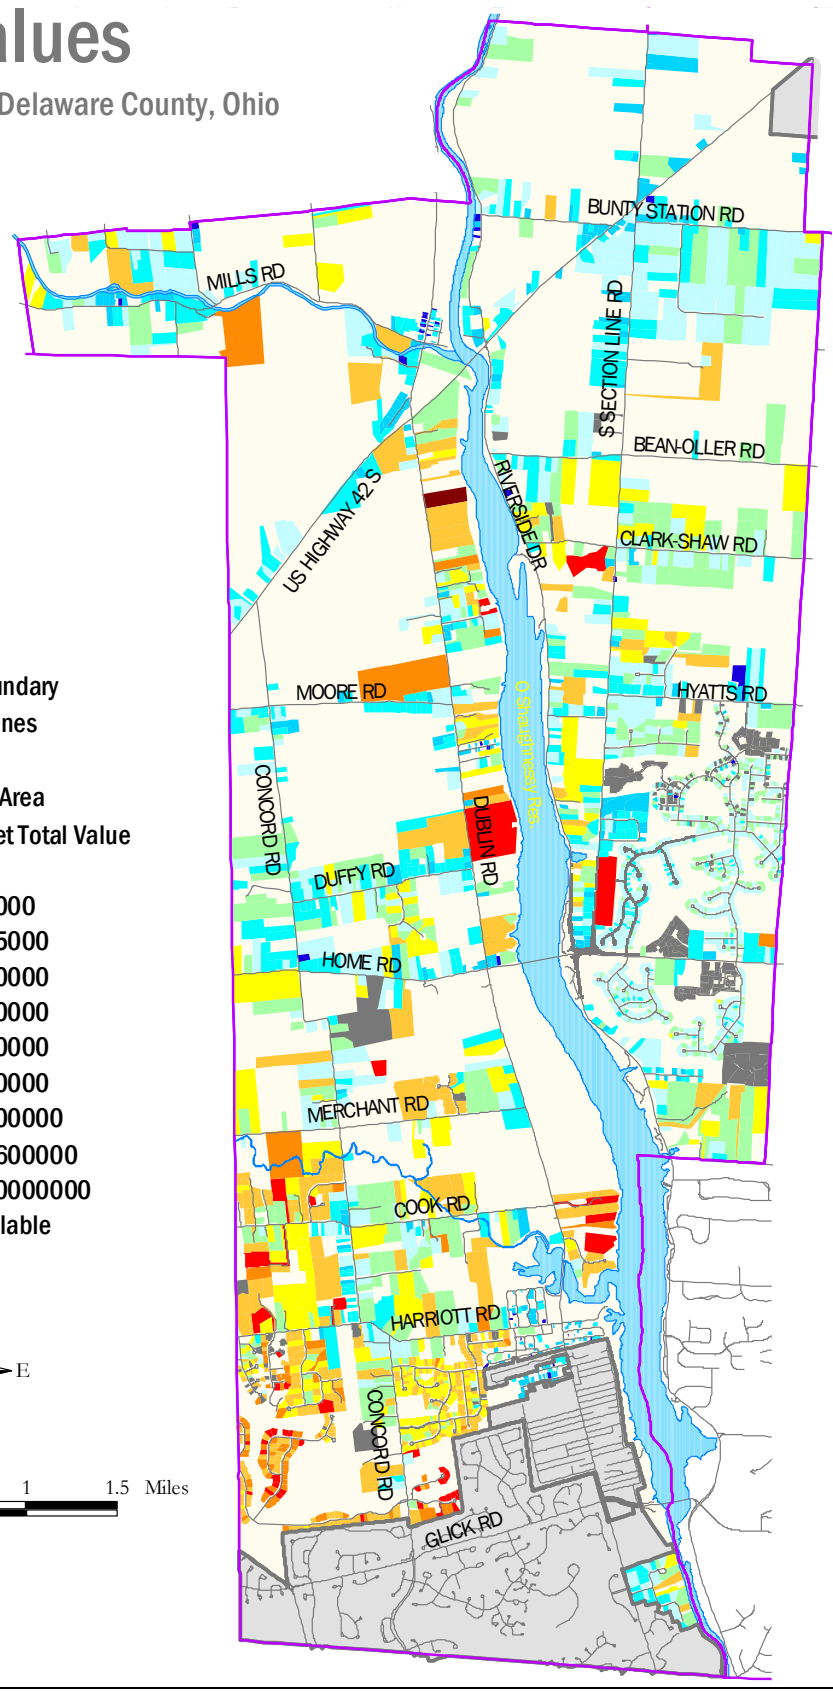 alues
Delaware County, Ohio
BUNTY STATION RD
MILLS RD
S SECTION LINE RD
BEAN-OLLER RD
RIVERSIDE DR
US HIGHWAY 42 S
CLARK-SHAW RD
undary
nes
Area
et Total Value
000
5000
0000
0000
0000
0000
00000
600000
0000000
lable
MOORE RD
HYATTS RD
O Shaughnessy Res.
CONCORD RD
DUBLIN RD
DUFFY RD
HOME RD
MERCHANT RD
COOK RD
HARRIOTT RD
E
CONCORD RD
1 1.5 Miles
GLICK RD